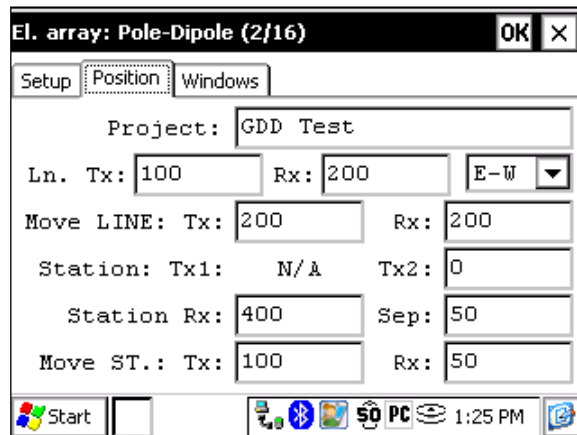 El. array: Pole-Dipole (2/16) OK
Setup Position Windows
Project: GDD Test
Ln. Tx: 100 Rx: 200 E-W
Move LINE: Tx: 200 Rx: 200
Station: Tx1: N/A Tx2: 0
Station Rx: 400 Sep: 50
Move ST.: Tx: 100 Rx: 50
Start 50 PC 1:25 PM